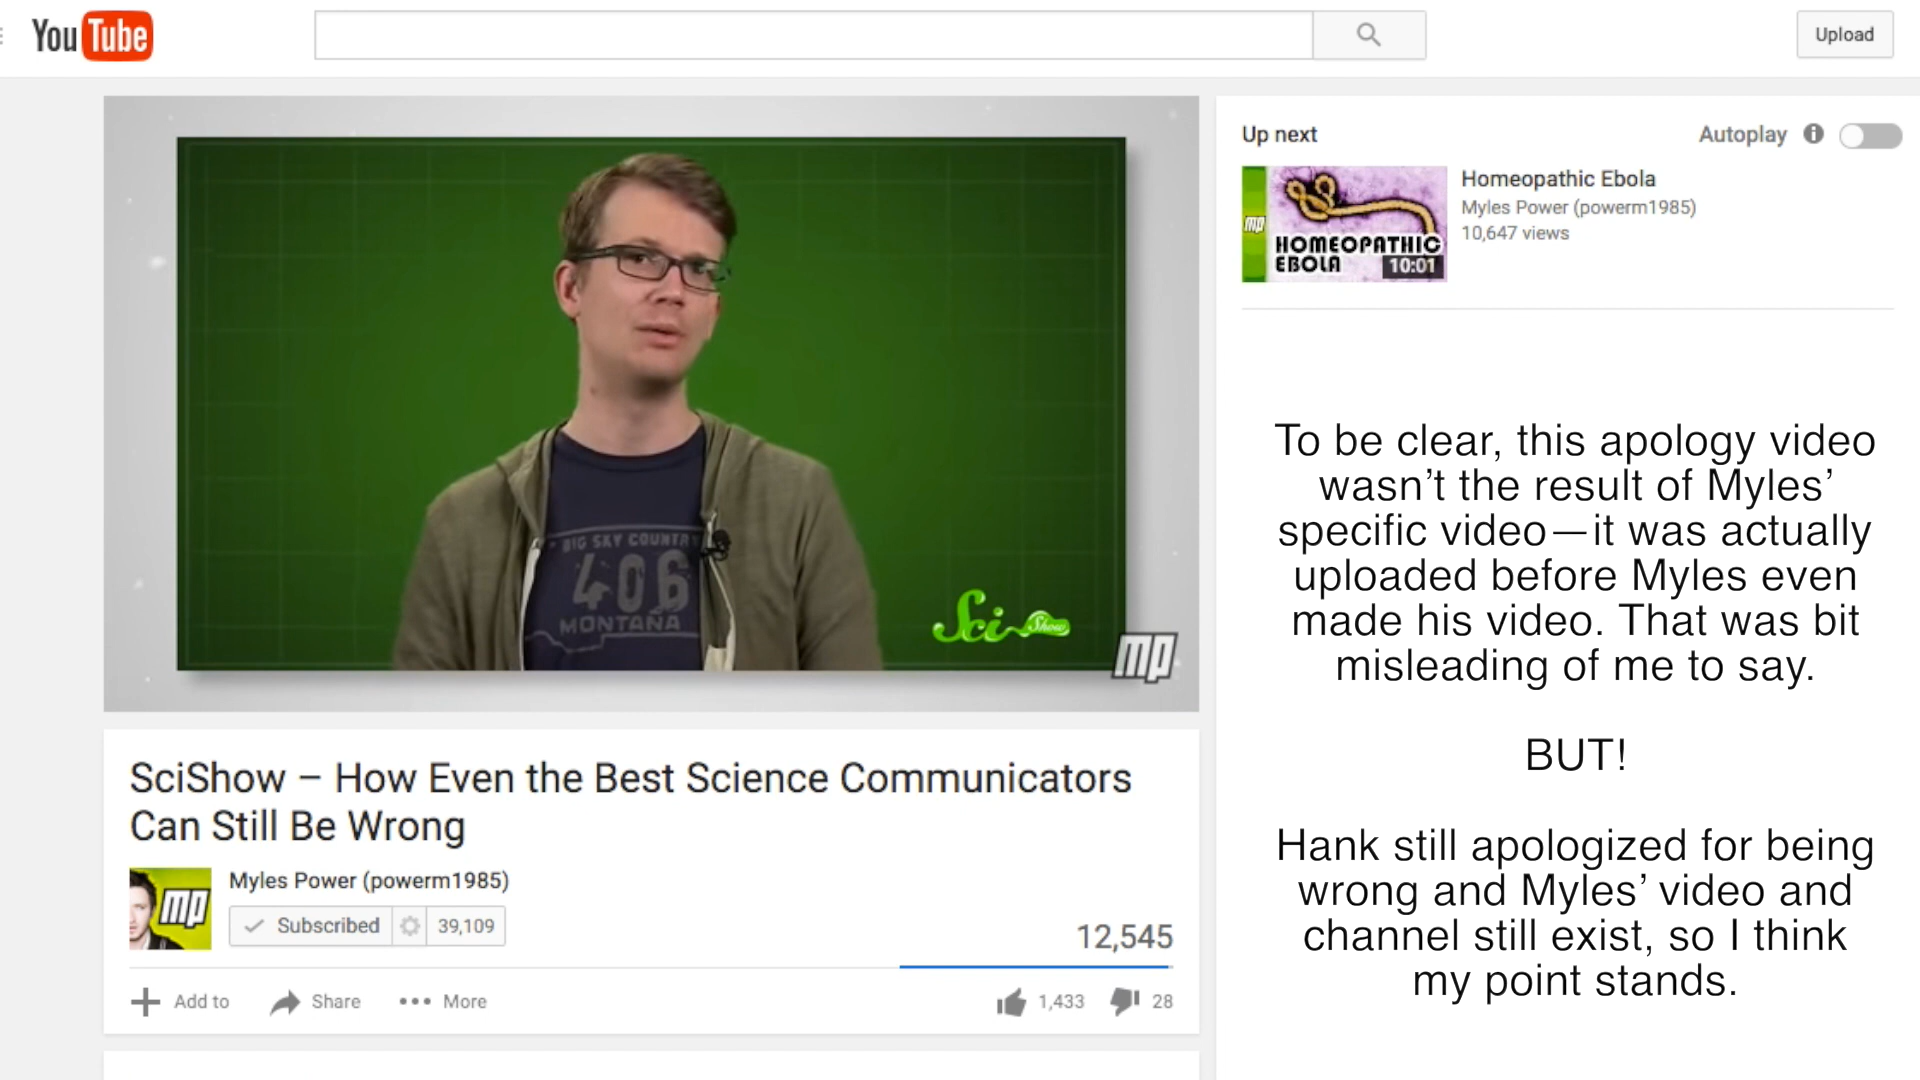 YouTube
Upload
BIG SKY COUNTRY
406
MONTANA
Sci Show
mp
Up next
Autoplay
mp
HOMEOPATHIC
EBOLA
10:01
Homeopathic Ebola
Myles Power (powerm1985)
10,647 views
To be clear, this apology video
wasn’t the result of Myles’
specific video—it was actually
uploaded before Myles even
made his video. That was bit
misleading of me to say.
BUT!
Hank still apologized for being
wrong and Myles’ video and
channel still exist, so I think
my point stands.
SciShow – How Even the Best Science Communicators
Can Still Be Wrong
mp
Myles Power (powerm1985)
Subscribed 39,109
12,545
Add to Share More 1,433 28